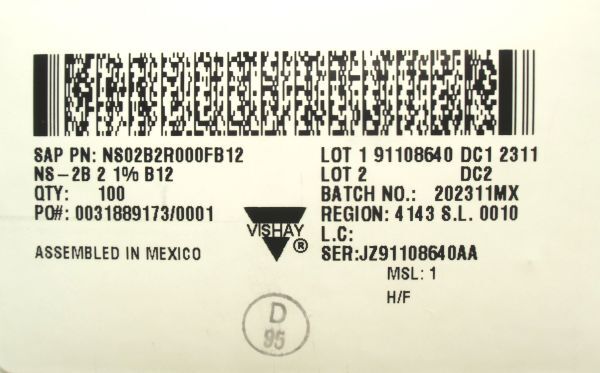 SAP PN: NS02B2R000FB12
NS-2B 2 1% B12
QTY: 100
PO#: 0031889173/0001
ASSEMBLED IN MEXICO
VISHAY ®
LOT 1 91108640 DC1 2311
LOT 2 DC2
BATCH NO.: 202311MX
REGION: 4143 S.L. 0010
L.C:
SER:JZ91108640AA
MSL: 1
H/F
D
95